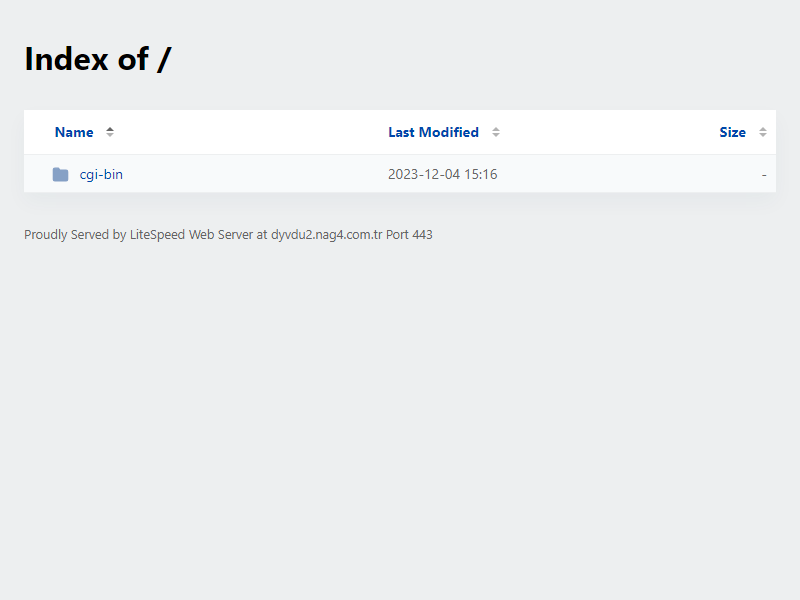 Index of /
Name Last Modified Size
cgi-bin 2023-12-04 15:16 -
Proudly Served by LiteSpeed Web Server at dyvdu2.nag4.com.tr Port 443